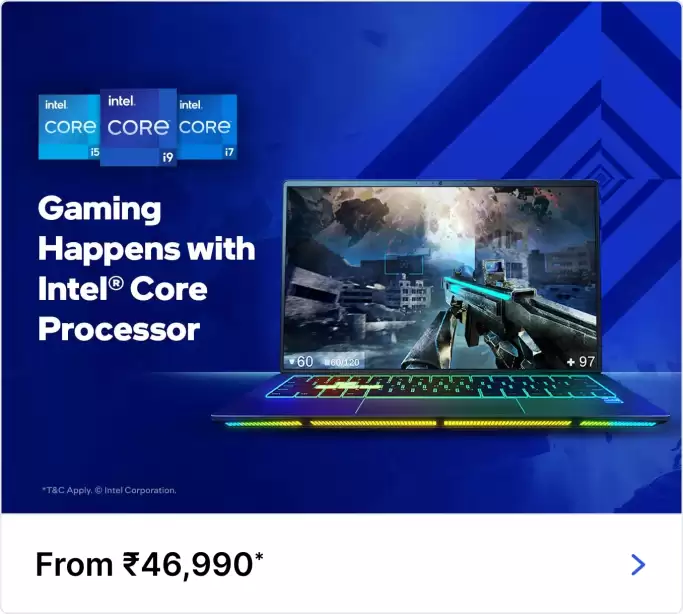 intel.
CORE
i5
intel.
CORE™
i9
intel.
CORE
i7
Gaming
Happens with
Intel® Core
Processor
60
60/120
97
*T&C Apply. © Intel Corporation.
From ₹46,990*